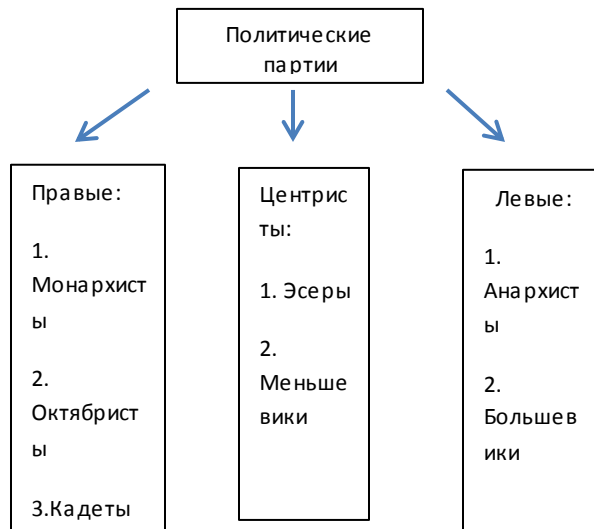 Политические
партии
Правые:
1.
Монархист
ы
2.
Октябрист
ы
3.Кадеты
Центрис
ты:
1. Эсеры
2.
Меньше
вики
Левые:
1.
Анархист
ы
2.
Большев
ики